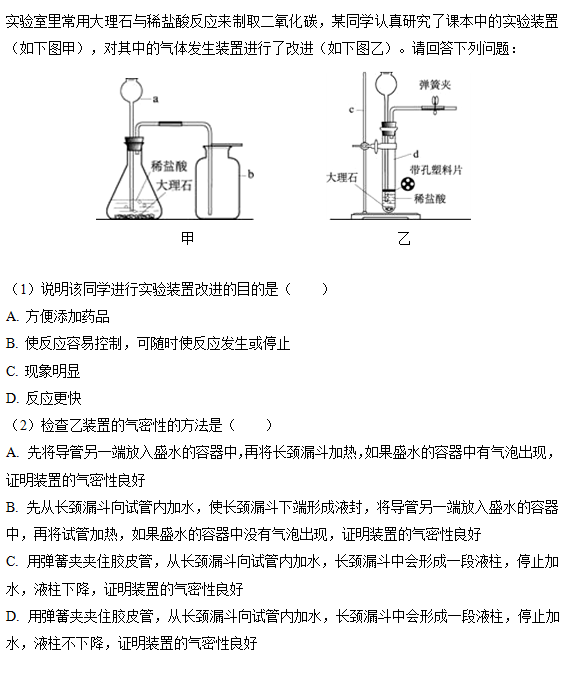 实验室里常用大理石与稀盐酸反应来制取二氧化碳，某同学认真研究了课本中的实验装置
（如下图甲），对其中的气体发生装置进行了改进（如下图乙）。请回答下列问题：
a
稀盐酸
大理石
b
甲
弹簧夹
c
d
带孔塑料片
大理石
稀盐酸
乙
（1）说明该同学进行实验装置改进的目的是（　　）
A. 方便添加药品
B. 使反应容易控制，可随时使反应发生或停止
C. 现象明显
D. 反应更快
（2）检查乙装置的气密性的方法是（　　）
A. 先将导管另一端放入盛水的容器中，再将长颈漏斗加热，如果盛水的容器中有气泡出现，
证明装置的气密性良好
B. 先从长颈漏斗向试管内加水，使长颈漏斗下端形成液封，将导管另一端放入盛水的容器
中，再将试管加热，如果盛水的容器中没有气泡出现，证明装置的气密性良好
C. 用弹簧夹夹住胶皮管，从长颈漏斗向试管内加水，长颈漏斗中会形成一段液柱，停止加
水，液柱下降，证明装置的气密性良好
D. 用弹簧夹夹住胶皮管，从长颈漏斗向试管内加水，长颈漏斗中会形成一段液柱，停止加
水，液柱不下降，证明装置的气密性良好